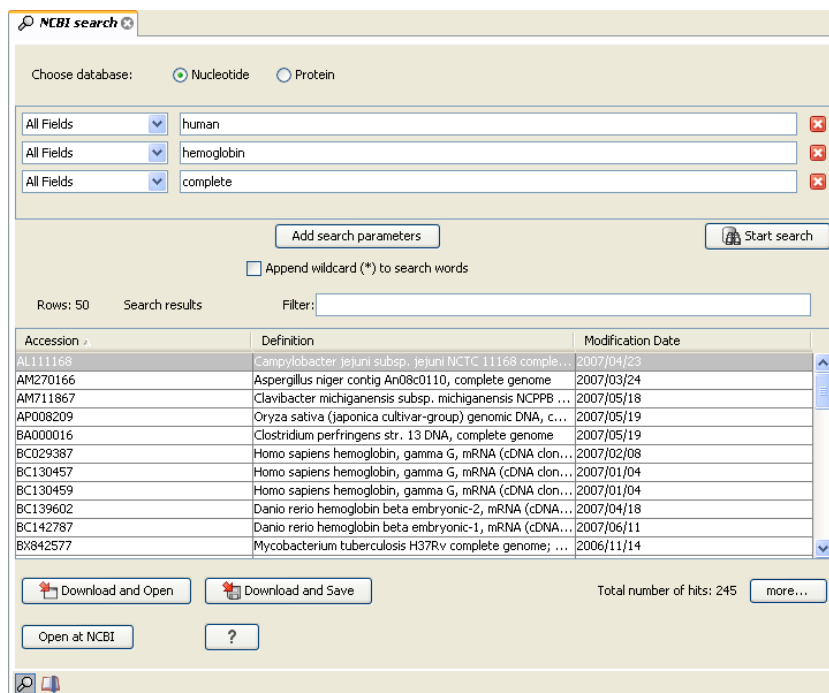 NCBI search
Choose database: Nucleotide Protein
All Fields human
All Fields hemoglobin
All Fields complete
Add search parameters Start search
Append wildcard (*) to search words
Rows: 50 Search results Filter:
Accession Definition Modification Date
AL111168 Campylobacter jejuni subsp. jejuni NCTC 11168 comple... 2007/04/23
AM270166 Aspergillus niger contig An08c0110, complete genome 2007/03/24
AM711867 Clavibacter michiganensis subsp. michiganensis NCPPB ... 2007/05/18
AP008209 Oryza sativa (japonica cultivar-group) genomic DNA, c... 2007/05/19
BA000016 Clostridium perfringens str. 13 DNA, complete genome 2007/05/19
BC029387 Homo sapiens hemoglobin, gamma G, mRNA (cDNA clon... 2007/02/08
BC130457 Homo sapiens hemoglobin, gamma G, mRNA (cDNA clon... 2007/01/04
BC130459 Homo sapiens hemoglobin, gamma G, mRNA (cDNA clon... 2007/01/04
BC139602 Danio rerio hemoglobin beta embryonic-2, mRNA (cDNA... 2007/04/18
BC142787 Danio rerio hemoglobin beta embryonic-1, mRNA (cDNA... 2007/06/11
BX842577 Mycobacterium tuberculosis H37Rv complete genome; ... 2006/11/14
Download and Open Download and Save Total number of hits: 245 more...
Open at NCBI ?